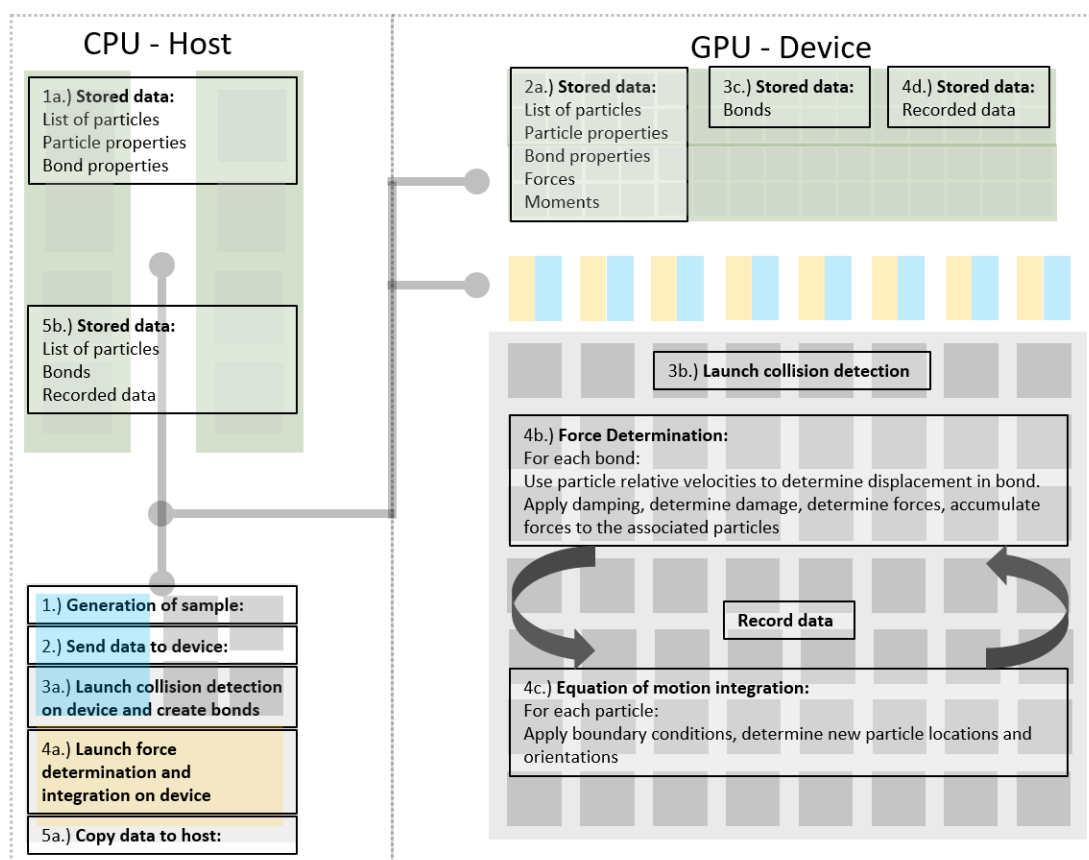 CPU - Host
1a.) Stored data:
List of particles
Particle properties
Bond properties
5b.) Stored data:
List of particles
Bonds
Recorded data
1.) Generation of sample:
2.) Send data to device:
3a.) Launch collision detection
on device and create bonds
4a.) Launch force
determination and
integration on device
5a.) Copy data to host:
GPU - Device
2a.) Stored data:
List of particles
Particle properties
Bond properties
Forces
Moments
3c.) Stored data:
Bonds
4d.) Stored data:
Recorded data
3b.) Launch collision detection
4b.) Force Determination:
For each bond:
Use particle relative velocities to determine displacement in bond.
Apply damping, determine damage, determine forces, accumulate
forces to the associated particles
Record data
4c.) Equation of motion integration:
For each particle:
Apply boundary conditions, determine new particle locations and
orientations